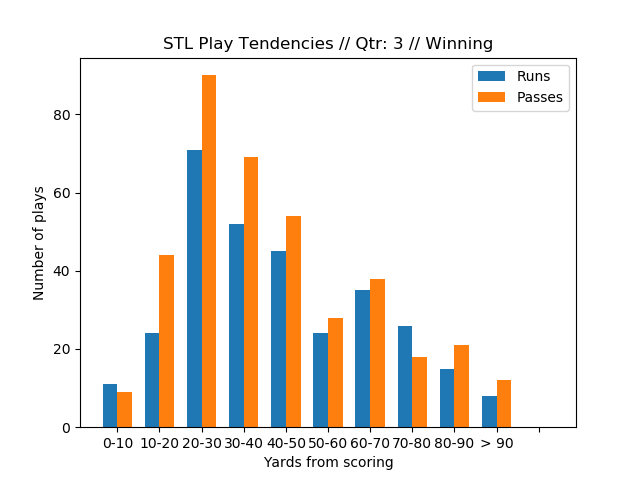 STL Play Tendencies // Qtr: 3 // Winning
Runs
Passes
80
60
40
20
0
Number of plays
0-10 10-20 20-30 30-40 40-50 50-60 60-70 70-80 80-90 > 90
Yards from scoring